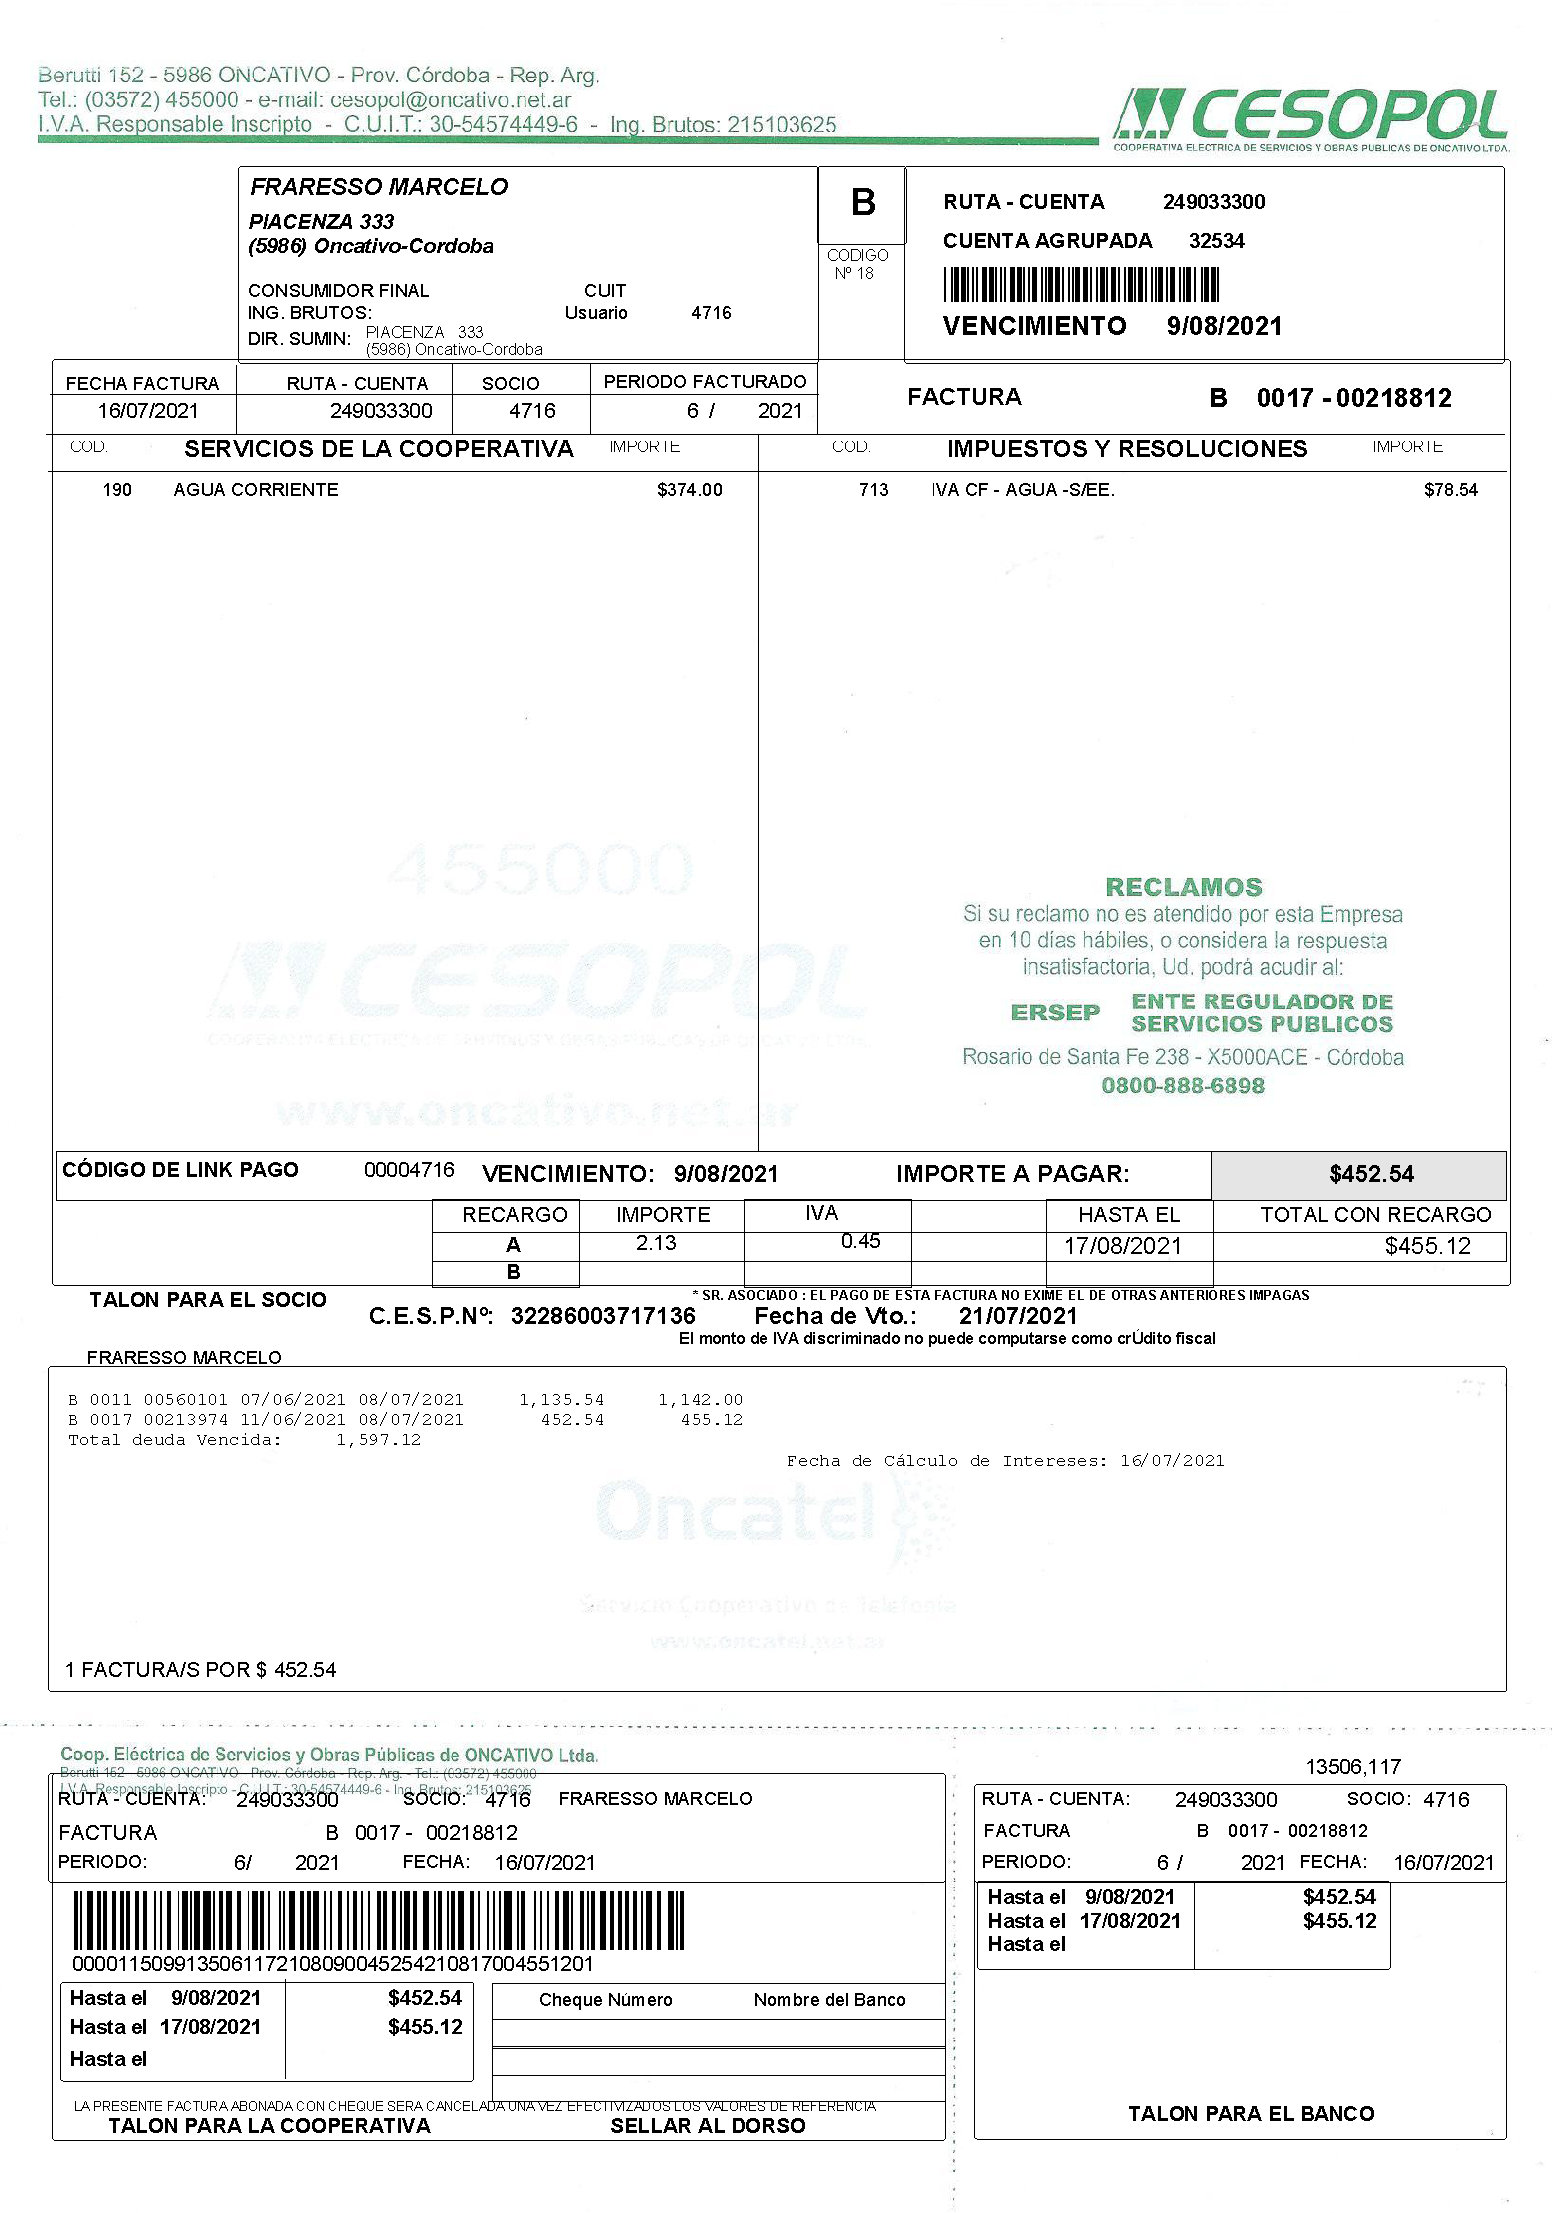 Berutti 152 - 5986 ONCATIVO - Prov. Córdoba - Rep. Arg.
Tel.: (03572) 455000 - e-mail: cesopol@oncativo.net.ar
I.V.A. Responsable Inscripto - C.U.I.T.: 30-54574449-6 - Ing. Brutos: 215103625
CESOPOL
COOPERATIVA ELECTRICA DE SERVICIOS Y OBRAS PUBLICAS DE ONCATIVO LTDA.
FRARESSO MARCELO
PIACENZA 333
(5986) Oncativo-Cordoba
CONSUMIDOR FINAL CUIT
ING. BRUTOS: Usuario 4716
DIR. SUMIN: PIACENZA 333
(5986) Oncativo-Cordoba
B
CODIGO
Nº 18
RUTA - CUENTA 249033300
CUENTA AGRUPADA 32534
VENCIMIENTO 9/08/2021
FECHA FACTURA RUTA - CUENTA SOCIO PERIODO FACTURADO
16/07/2021 249033300 4716 6 / 2021
FACTURA B 0017 - 00218812
COD. SERVICIOS DE LA COOPERATIVA IMPORTE COD. IMPUESTOS Y RESOLUCIONES IMPORTE
190 AGUA CORRIENTE $374.00 713 IVA CF - AGUA -S/EE. $78.54
455000
CESOPOL
www.oncativo.net.ar
RECLAMOS
Si su reclamo no es atendido por esta Empresa
en 10 días hábiles, o considera la respuesta
insatisfactoria, Ud. podrá acudir al:
ERSEP ENTE REGULADOR DE
SERVICIOS PUBLICOS
Rosario de Santa Fe 238 - X5000ACE - Córdoba
0800-888-6898
CÓDIGO DE LINK PAGO 00004716 VENCIMIENTO: 9/08/2021 IMPORTE A PAGAR: $452.54
RECARGO IMPORTE IVA HASTA EL TOTAL CON RECARGO
A 2.13 0.45 17/08/2021 $455.12
B
TALON PARA EL SOCIO
* SR. ASOCIADO : EL PAGO DE ESTA FACTURA NO EXIME EL DE OTRAS ANTERIORES IMPAGAS
C.E.S.P.Nº: 32286003717136 Fecha de Vto.: 21/07/2021
El monto de IVA discriminado no puede computarse como crÚdito fiscal
FRARESSO MARCELO
B 0011 00560101 07/06/2021 08/07/2021 1,135.54 1,142.00
B 0017 00213974 11/06/2021 08/07/2021 452.54 455.12
Total deuda Vencida: 1,597.12
Fecha de Cálculo de Intereses: 16/07/2021
Oncatel
Servicio Cooperativo de Telefonía
www.oncatel.net.ar
1 FACTURA/S POR $ 452.54
Coop. Eléctrica de Servicios y Obras Públicas de ONCATIVO Ltda.
Berutti 152 - 5986 ONCATIVO - Prov. Córdoba - Rep. Arg. - Tel.: (03572) 455000
I.V.A. Responsable Inscripto - C.U.I.T.: 30-54574449-6 - Ing. Brutos: 215103625
RUTA - CUENTA: 249033300 SOCIO: 4716 FRARESSO MARCELO
FACTURA B 0017 - 00218812
PERIODO: 6/ 2021 FECHA: 16/07/2021
000011509913506117210809004525421081700455​1201
Hasta el 9/08/2021 $452.54
Hasta el 17/08/2021 $455.12
Hasta el
Cheque Número Nombre del Banco
LA PRESENTE FACTURA ABONADA CON CHEQUE SERA CANCELADA UNA VEZ EFECTIVIZADOS LOS VALORES DE REFERENCIA
TALON PARA LA COOPERATIVA SELLAR AL DORSO
13506,117
RUTA - CUENTA: 249033300 SOCIO: 4716
FACTURA B 0017 - 00218812
PERIODO: 6 / 2021 FECHA: 16/07/2021
Hasta el 9/08/2021 $452.54
Hasta el 17/08/2021 $455.12
Hasta el
TALON PARA EL BANCO